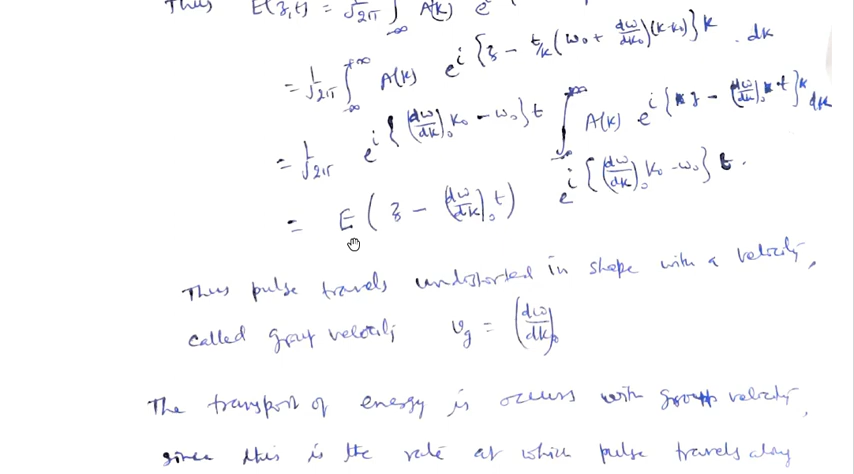 Thus E(z,t) = 1/√2π ∫_{-∞} A(k) e^i
= 1/√2π ∫_{-∞}^{+∞} A(k) e^{i{z - t/k(ω₀ + dω/dk₀)(k-k₀)}k} . dk
= 1/√2π e^{i{(dω/dk)₀ k₀ - ω₀}t} ∫_{-∞}^{+∞} A(k) e^{i{z - (dω/dk)₀ t}k} dk
= E(z - (dω/dk)₀ t) e^{i{(dω/dk)₀ k₀ - ω₀}t}.
Thus pulse travels undistorted in shape with a velocity,
called group velocity v_g = (dω/dk)₀
The transport of energy is occurs with group velocity,
since this is the rate at which pulse travels along